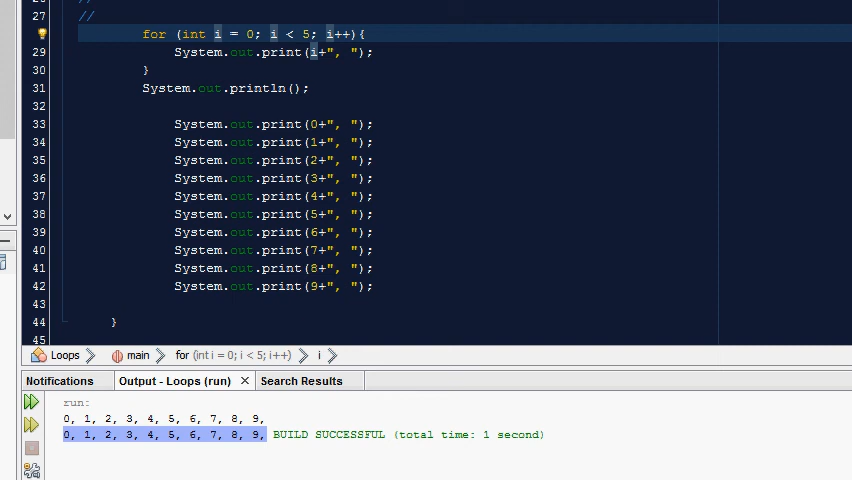 27 //
for (int i = 0; i < 5; i++){
29 System.out.print(i+", ");
30 }
31 System.out.println();
32
33 System.out.print(0+", ");
34 System.out.print(1+", ");
35 System.out.print(2+", ");
36 System.out.print(3+", ");
37 System.out.print(4+", ");
38 System.out.print(5+", ");
39 System.out.print(6+", ");
40 System.out.print(7+", ");
41 System.out.print(8+", ");
42 System.out.print(9+", ");
43
44 }
45
Loops main for (int i = 0; i < 5; i++) i
Notifications Output - Loops (run) × Search Results
run:
0, 1, 2, 3, 4, 5, 6, 7, 8, 9,
0, 1, 2, 3, 4, 5, 6, 7, 8, 9, BUILD SUCCESSFUL (total time: 1 second)